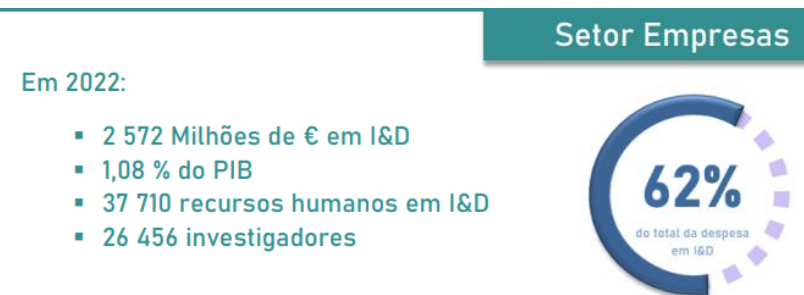 Setor Empresas
Em 2022:
▪ 2 572 Milhões de € em I&D
▪ 1,08 % do PIB
▪ 37 710 recursos humanos em I&D
▪ 26 456 investigadores
62%
do total da despesa
em I&D